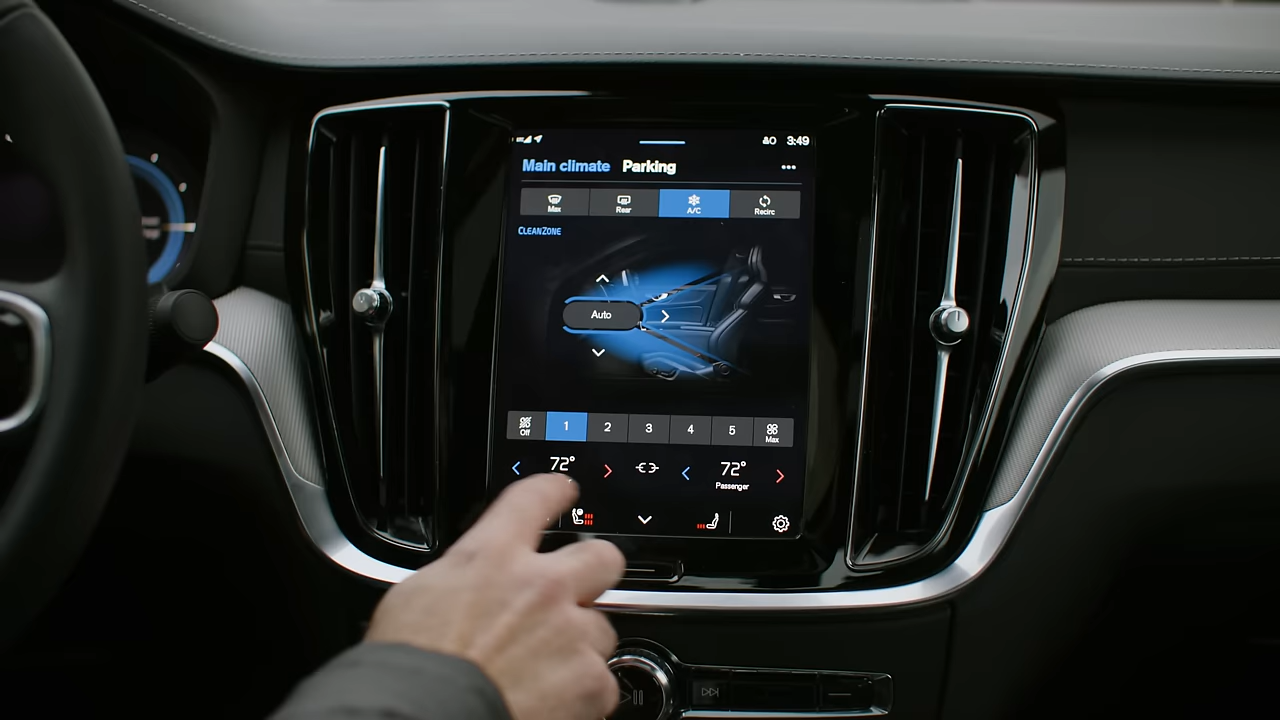 3:49
Main climate Parking
Max Rear A/C Recirc
CLEANZONE
Auto
Off 1 2 3 4 5 Max
72° 72°
Passenger